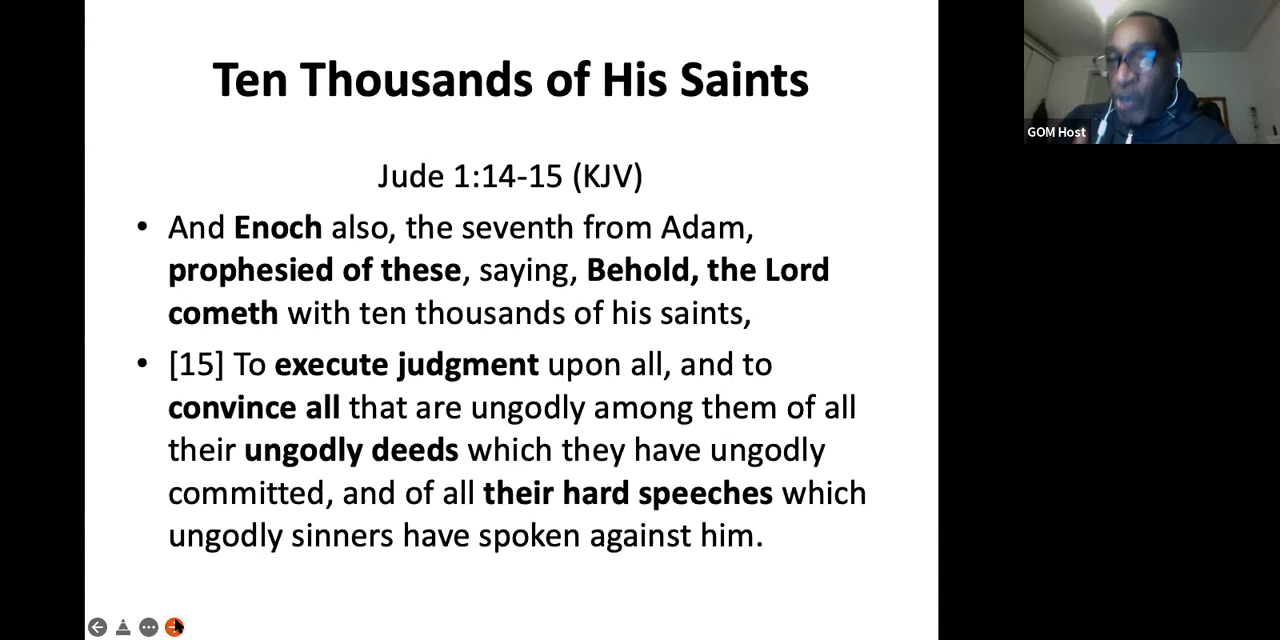 Ten Thousands of His Saints
Jude 1:14-15 (KJV)
• And Enoch also, the seventh from Adam,
prophesied of these, saying, Behold, the Lord
cometh with ten thousands of his saints,
• [15] To execute judgment upon all, and to
convince all that are ungodly among them of all
their ungodly deeds which they have ungodly
committed, and of all their hard speeches which
ungodly sinners have spoken against him.
GOM Host